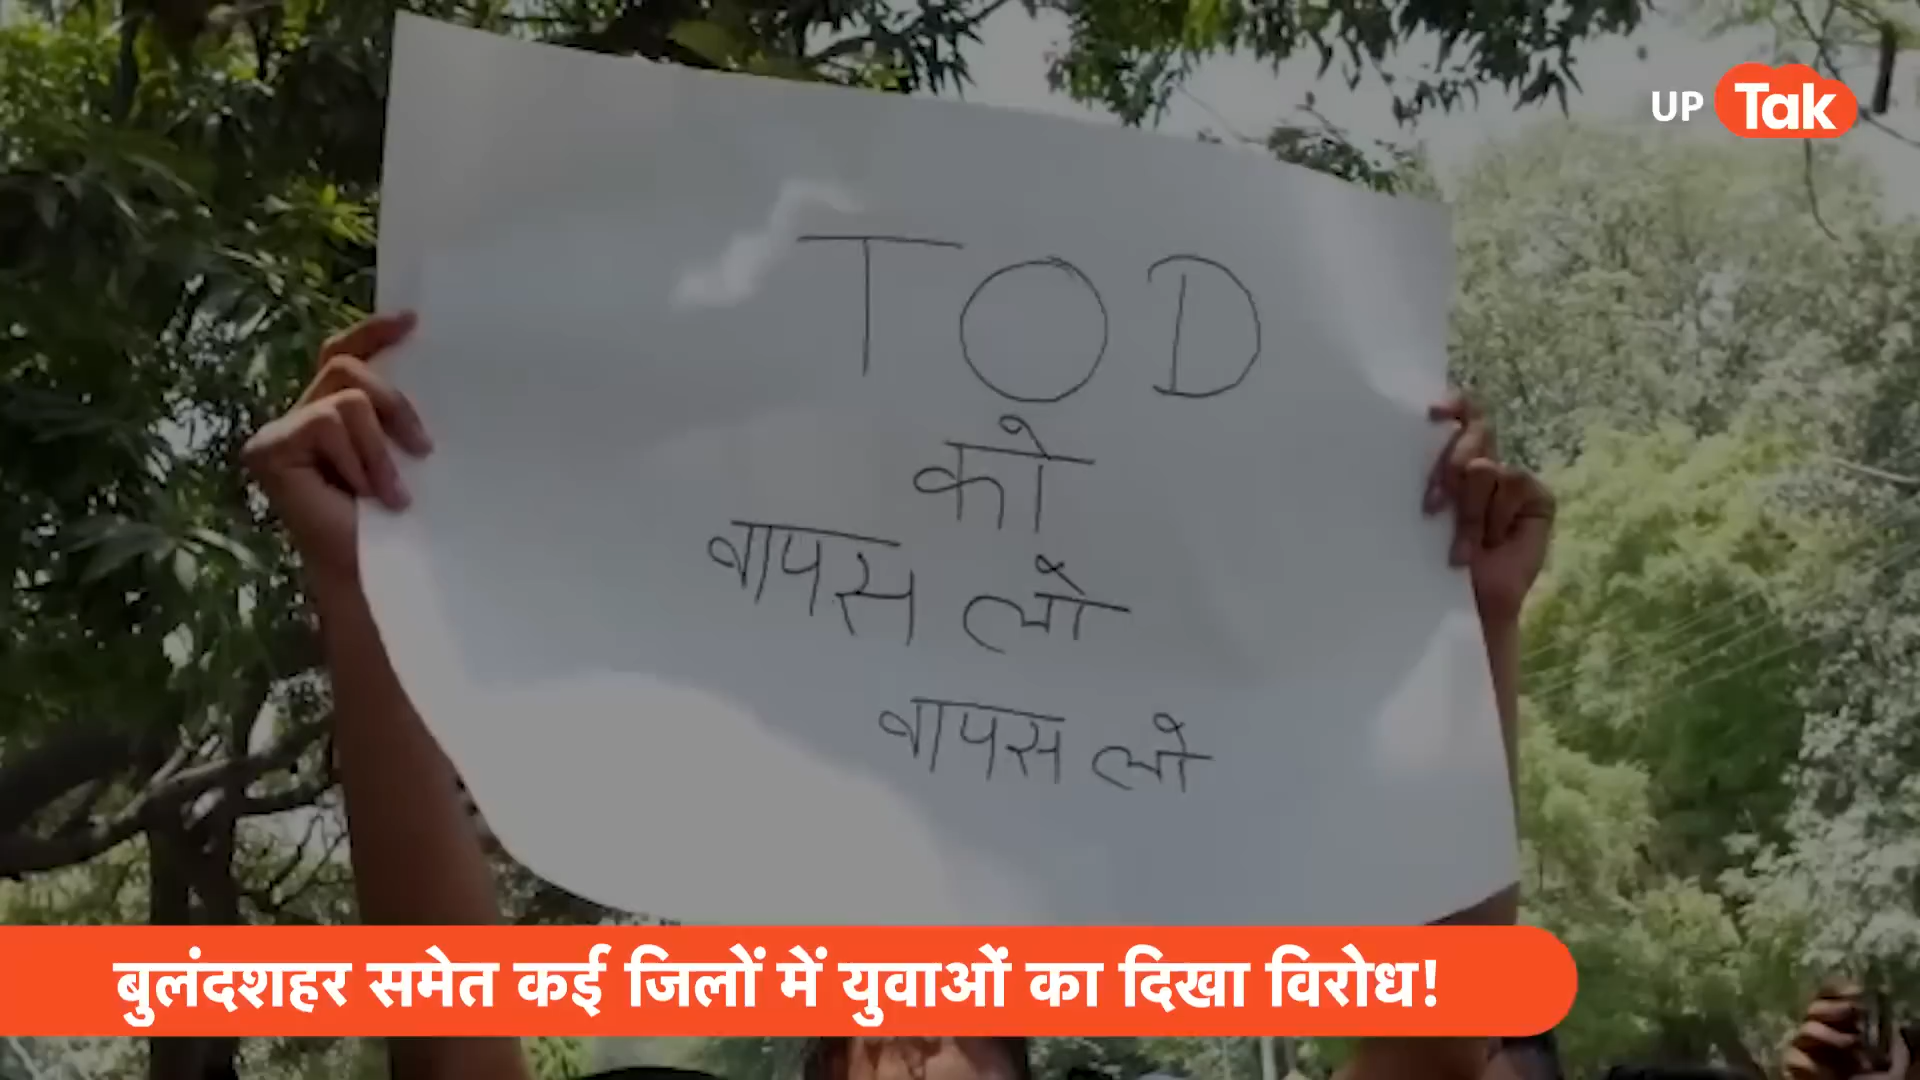 UP Tak
TOD
को
वापस लो
वापस लो
बुलंदशहर समेत कई जिलों में युवाओं का दिखा विरोध!